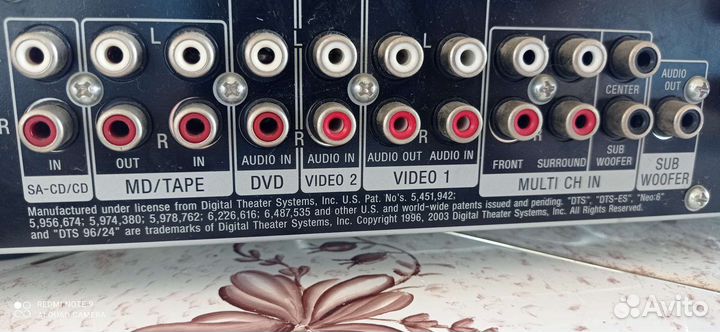 L
L
R
R
R
CENTER
AUDIO
OUT
IN
OUT
IN
AUDIO IN
AUDIO IN
AUDIO OUT
AUDIO IN
FRONT
SURROUND
SUB
WOOFER
SA-CD/CD
MD/TAPE
DVD
VIDEO 2
VIDEO 1
MULTI CH IN
SUB
WOOFER
Manufactured under license from Digital Theater Systems, Inc. U.S. Pat. No's. 5,451,942;
5,956,674; 5,974,380; 5,978,762; 6,226,616; 6,487,535 and other U.S. and world-wide patents issued and pending. "DTS", "DTS-ES", "Neo:6"
and "DTS 96/24" are trademarks of Digital Theater Systems, Inc. Copyright 1996, 2003 Digital Theater Systems, Inc. All Rights Reserved.
REDMI NOTE 9
AI QUAD CAMERA
Avito